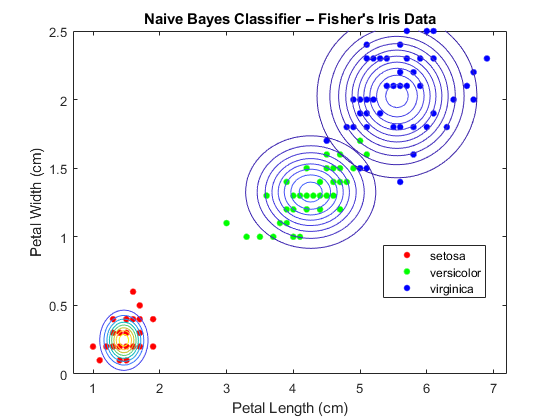 Naive Bayes Classifier – Fisher's Iris Data
2.5
2
1.5
1
0.5
0
Petal Width (cm)
setosa
versicolor
virginica
1 2 3 4 5 6 7
Petal Length (cm)